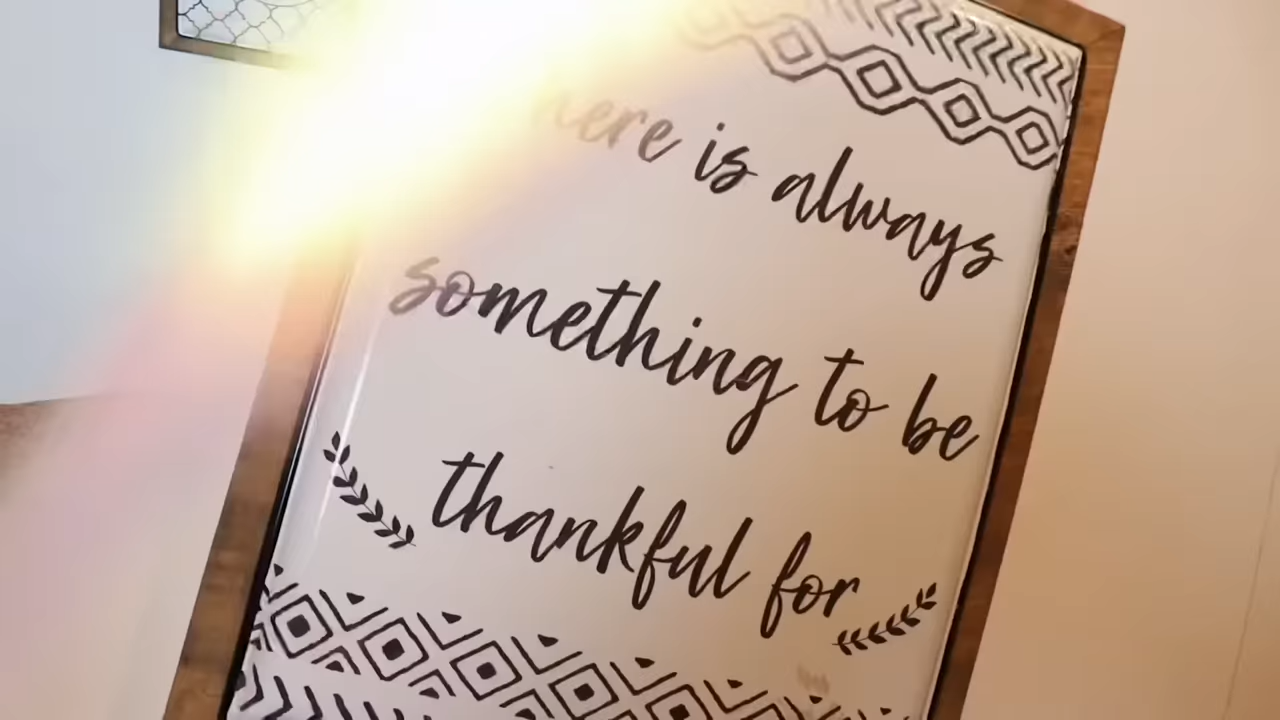 is always
something to be
thankful for